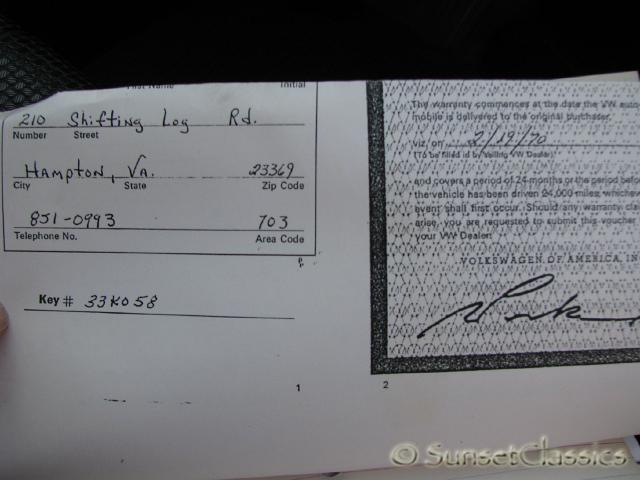 First Name Initial
210 Shifting Log Rd.
Number Street
Hampton, VA. 23369
City State Zip Code
851-0993 703
Telephone No. Area Code
Key # 33K058
1
The warranty commences at the date the VW auto
mobile is delivered to the original purchaser,
viz. on 2/19/70
(To be filled in by selling VW Dealer)
and covers a period of 24 months or the period before
the vehicle has been driven 24,000 miles, whichever
event shall first occur. Should any warranty cla
arise, you are requested to submit this voucher
your VW Dealer.
VOLKSWAGEN OF AMERICA, IN
2
© SunsetClassics